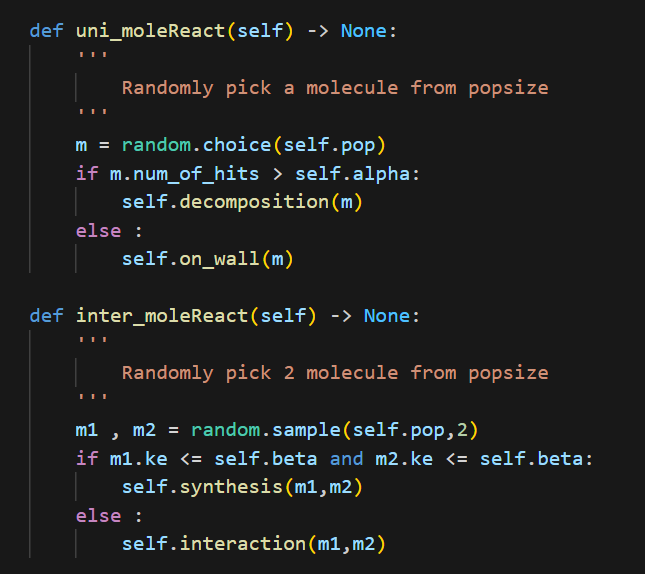 def uni_moleReact(self) -> None:
    '''
        Randomly pick a molecule from popsize
    '''
    m = random.choice(self.pop)
    if m.num_of_hits > self.alpha:
        self.decomposition(m)
    else :
        self.on_wall(m)

def inter_moleReact(self) -> None:
    '''
        Randomly pick 2 molecule from popsize
    '''
    m1 , m2 = random.sample(self.pop,2)
    if m1.ke <= self.beta and m2.ke <= self.beta:
        self.synthesis(m1,m2)
    else :
        self.interaction(m1,m2)